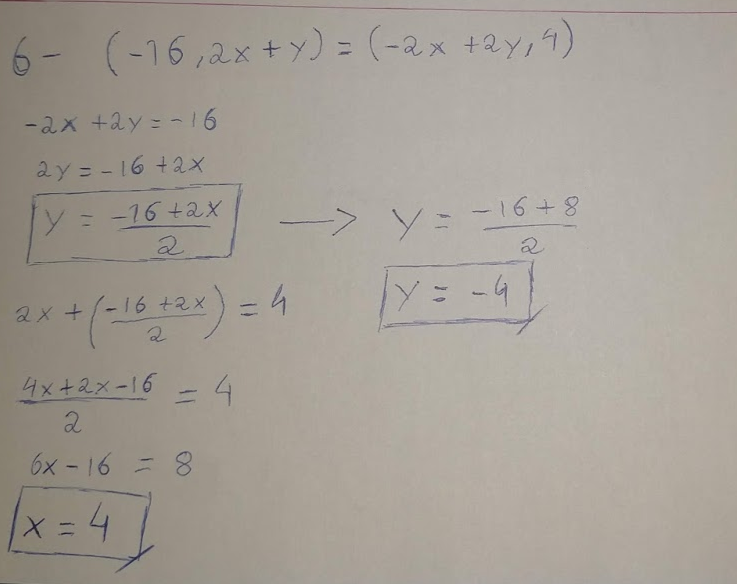 6- (-16, 2x + y) = (-2x + 2y, 4)
-2x + 2y = -16
2y = -16 + 2x
y = (-16 + 2x)/2 → y = (-16 + 8)/2
y = -4
2x + ((-16 + 2x)/2) = 4
(4x + 2x - 16)/2 = 4
6x - 16 = 8
x = 4